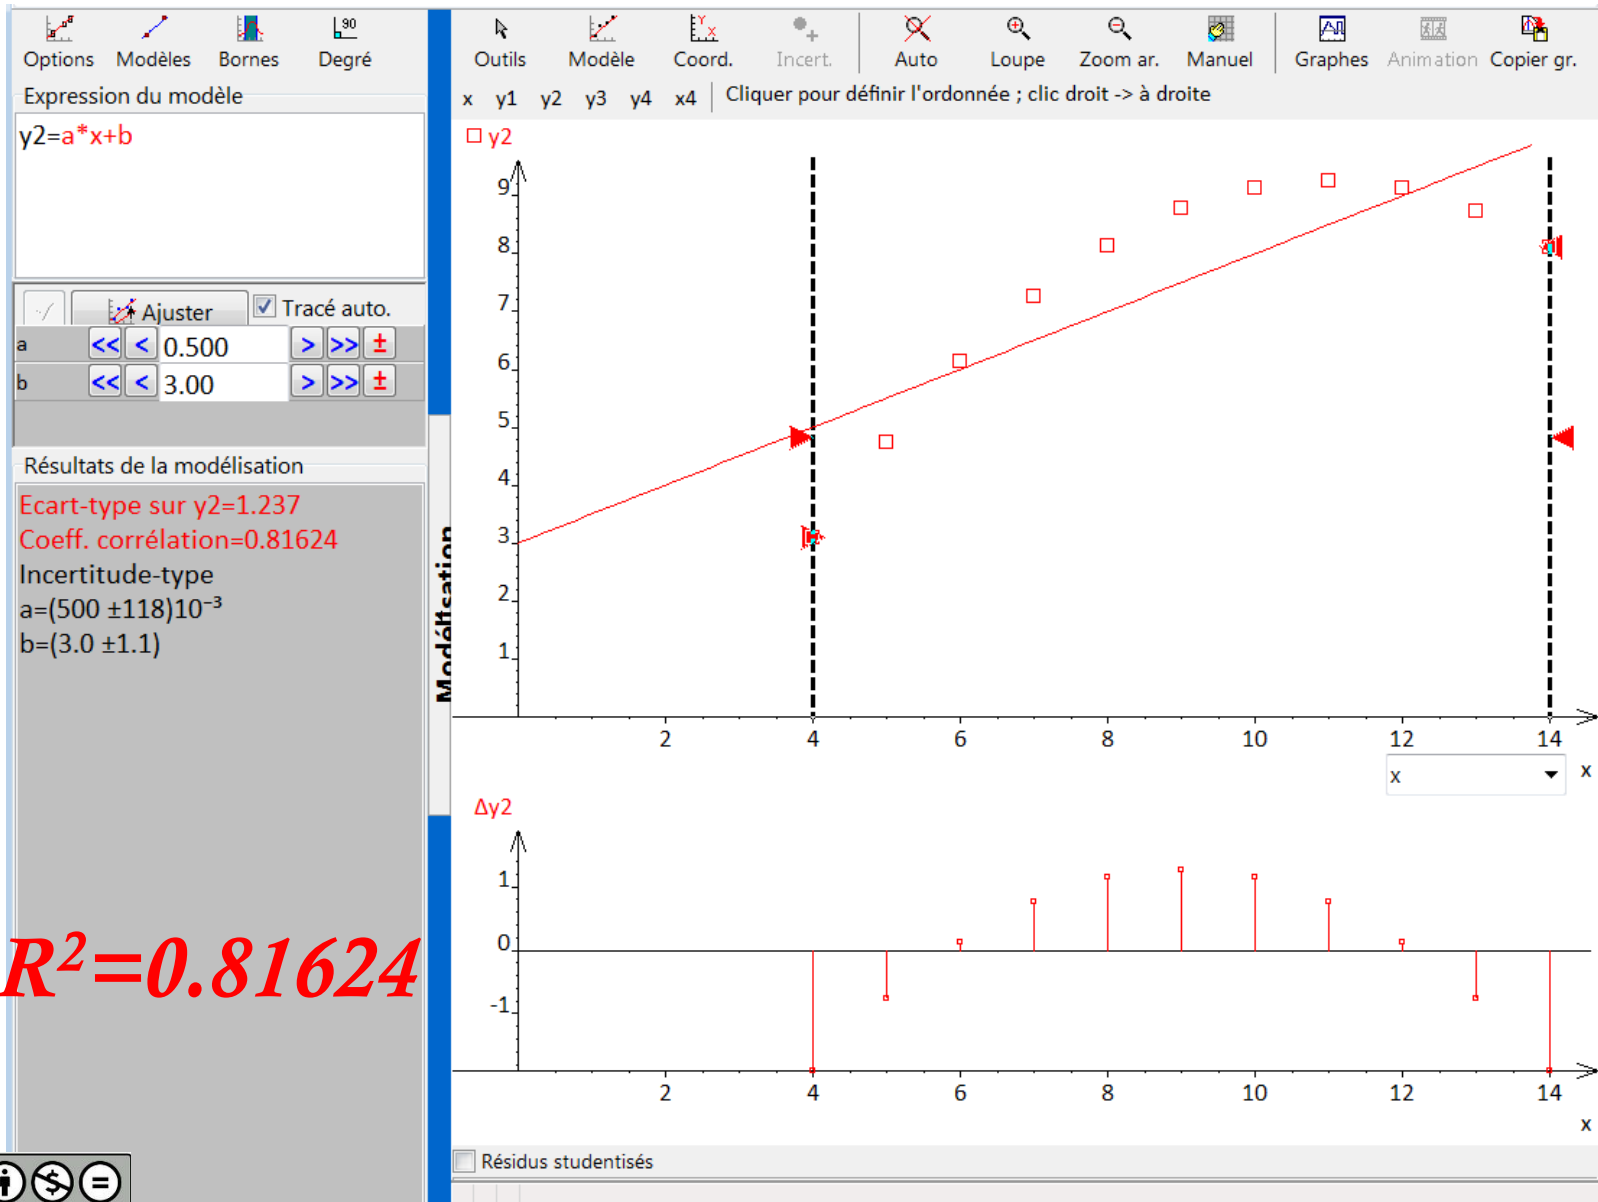 Options Modèles Bornes Degré
90
Outils Modèle Coord. Incert. Auto Loupe Zoom ar. Manuel Graphes Animation Copier gr.
Expression du modèle
x y1 y2 y3 y4 x4 Cliquer pour définir l'ordonnée ; clic droit -> à droite
y2=a*x+b
Ajuster Tracé auto.
a << < 0.500 > >> ±
b << < 3.00 > >> ±
Résultats de la modélisation
Ecart-type sur y2=1.237
Coeff. corrélation=0.81624
Incertitude-type
a=(500 ±118)10⁻³
b=(3.0 ±1.1)
R²=0.81624
Modélisation
y2
9
8
7
6
5
4
3
2
1
2 4 6 8 10 12 14
x
x
Δy2
1
0
-1
2 4 6 8 10 12 14
x
Résidus studentisés